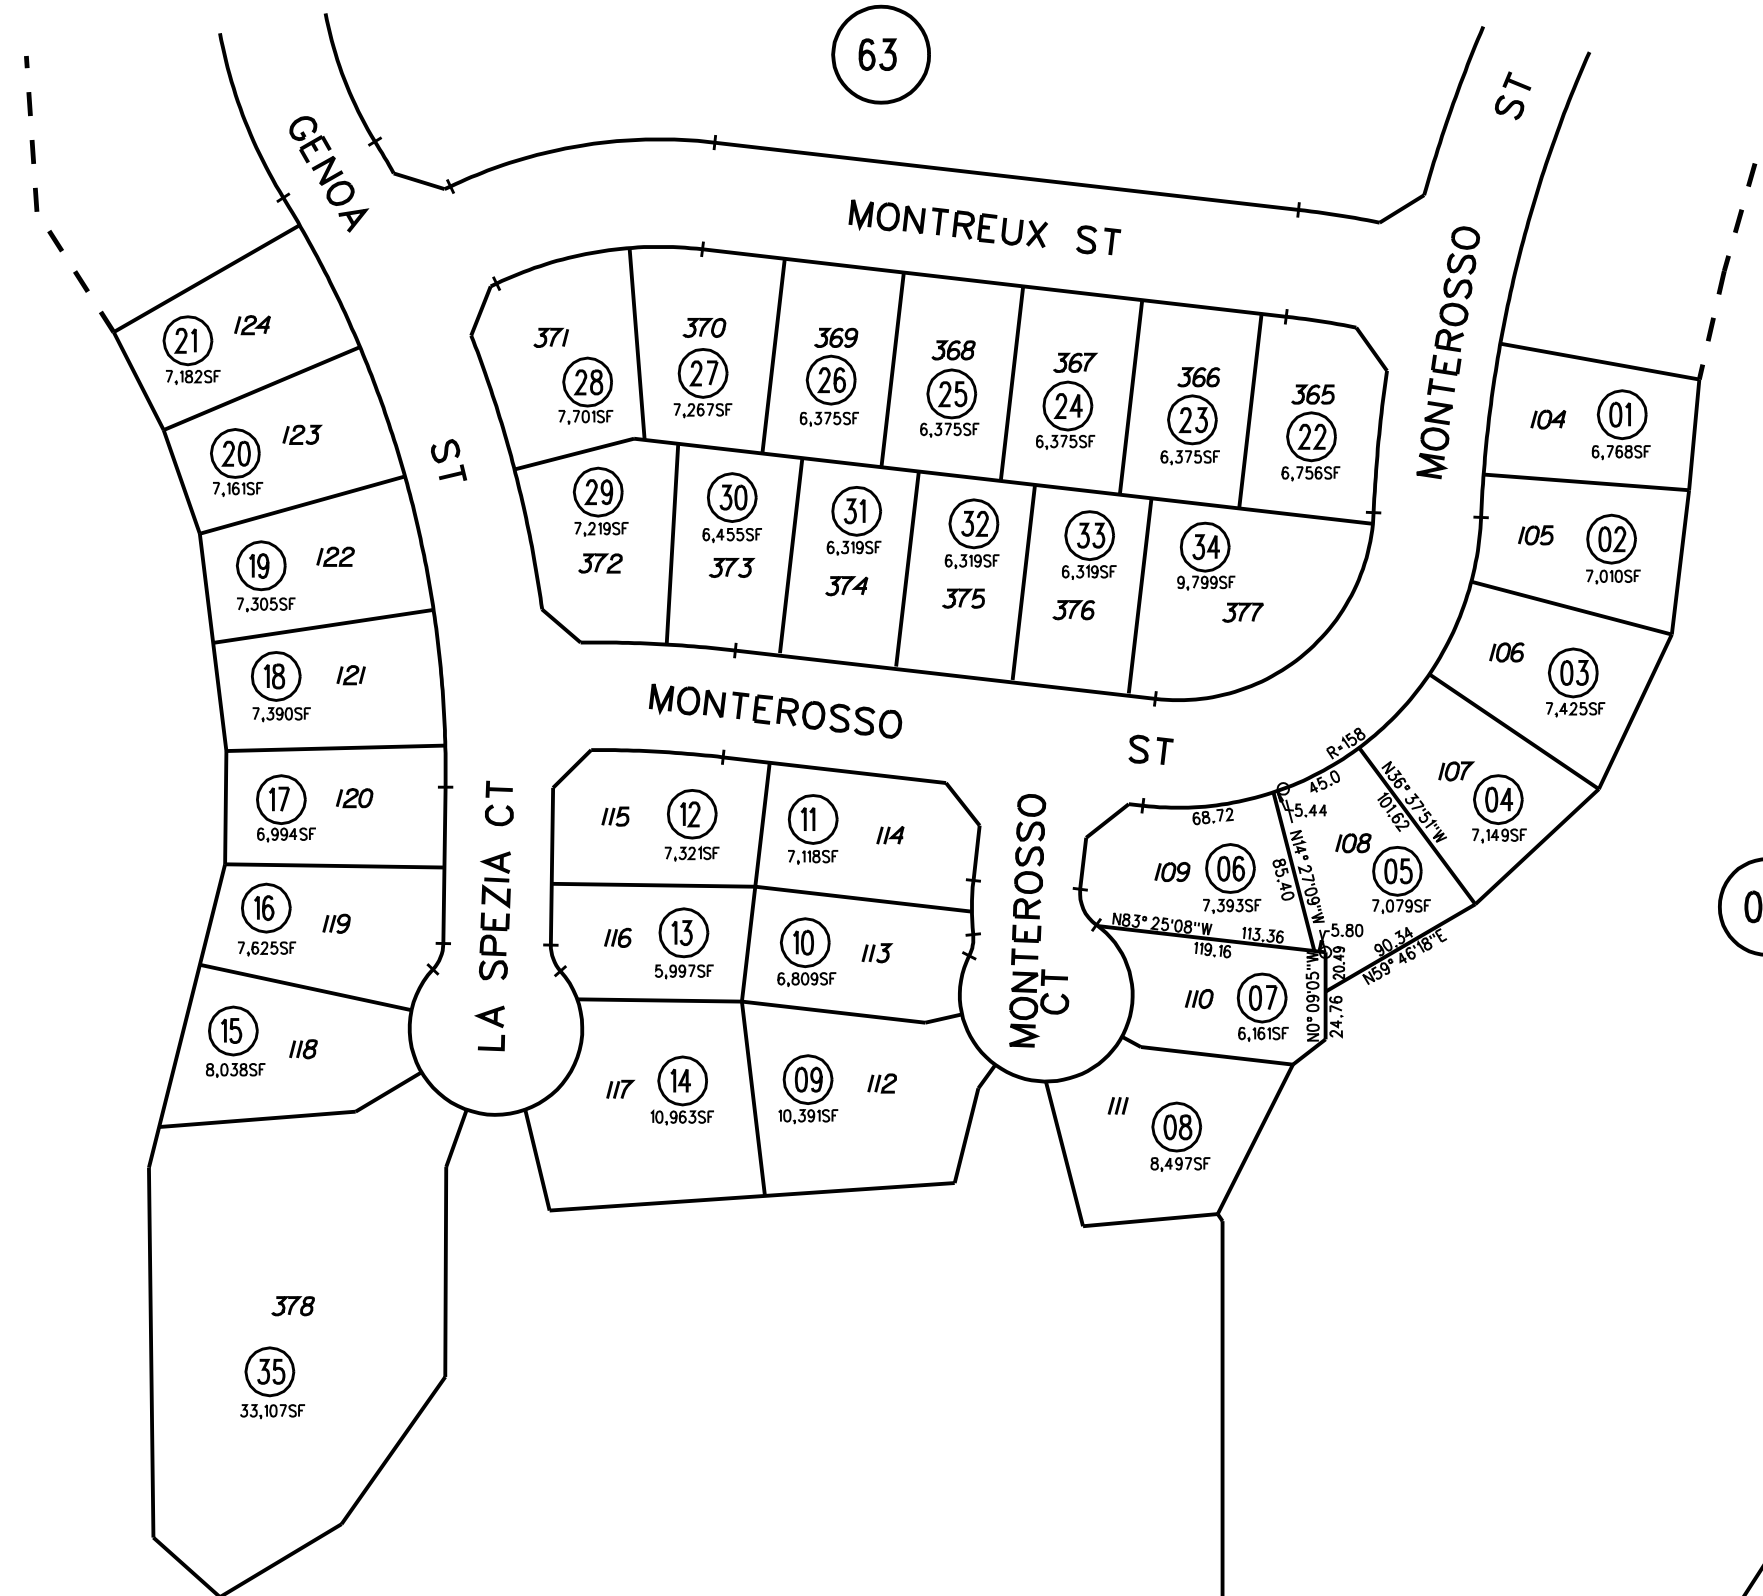 63
GENOA
ST
MONTREUX ST
ST
MONTEROSSO
21
124
7,182SF
20
123
7,161SF
19
122
7,305SF
18
121
7,390SF
17
120
6,994SF
16
119
7,625SF
15
118
8,038SF
378
35
33,107SF
371
28
7,701SF
370
27
7,267SF
369
26
6,375SF
368
25
6,375SF
367
24
6,375SF
366
23
6,375SF
365
22
6,756SF
29
7,219SF
372
30
6,455SF
373
31
6,319SF
374
32
6,319SF
375
33
6,319SF
376
34
9,799SF
377
104
01
6,768SF
105
02
7,010SF
106
03
7,425SF
107
04
7,149SF
MONTEROSSO
ST
LA SPEZIA CT
115
12
7,321SF
11
114
7,118SF
116
13
5,997SF
10
113
6,809SF
117
14
10,963SF
09
112
10,391SF
MONTEROSSO
CT
R=158
45.0
5.44
68.72
N36° 37'51"W
101.62
108
05
7,079SF
N14° 27'09"W
85.40
109
06
7,393SF
N83° 25'08"W
113.36
119.16
5.80
90.34
N59° 46'18"E
20.49
N0° 09'05"W
24.76
110
07
6,161SF
111
08
8,497SF
0